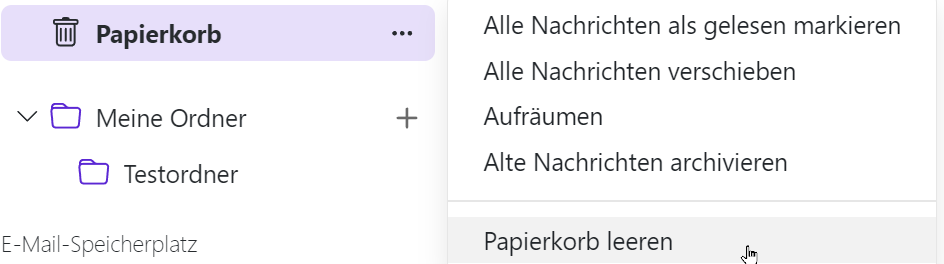 Papierkorb
Meine Ordner
Testordner
E-Mail-Speicherplatz
Alle Nachrichten als gelesen markieren
Alle Nachrichten verschieben
Aufräumen
Alte Nachrichten archivieren
Papierkorb leeren